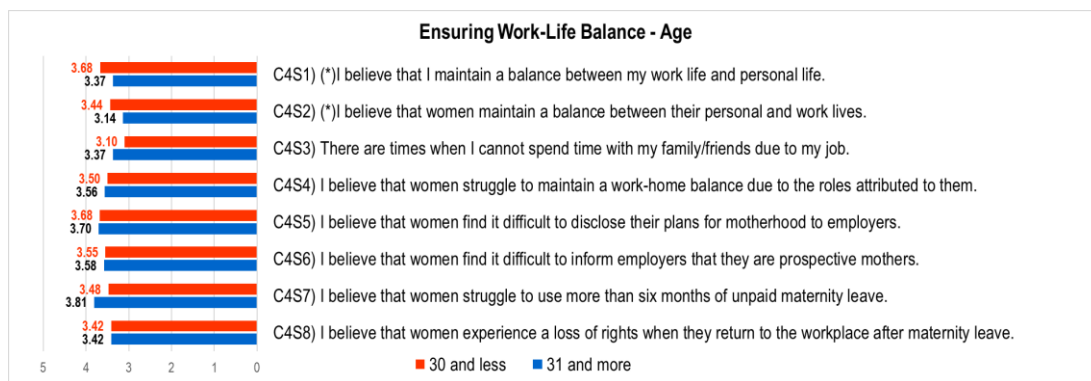 Ensuring Work-Life Balance - Age
3.68
3.37
C4S1) (*)I believe that I maintain a balance between my work life and personal life.
3.44
3.14
C4S2) (*)I believe that women maintain a balance between their personal and work lives.
3.10
3.37
C4S3) There are times when I cannot spend time with my family/friends due to my job.
3.50
3.56
C4S4) I believe that women struggle to maintain a work-home balance due to the roles attributed to them.
3.68
3.70
C4S5) I believe that women find it difficult to disclose their plans for motherhood to employers.
3.55
3.58
C4S6) I believe that women find it difficult to inform employers that they are prospective mothers.
3.48
3.81
C4S7) I believe that women struggle to use more than six months of unpaid maternity leave.
3.42
3.42
C4S8) I believe that women experience a loss of rights when they return to the workplace after maternity leave.
5 4 3 2 1 0
30 and less 31 and more